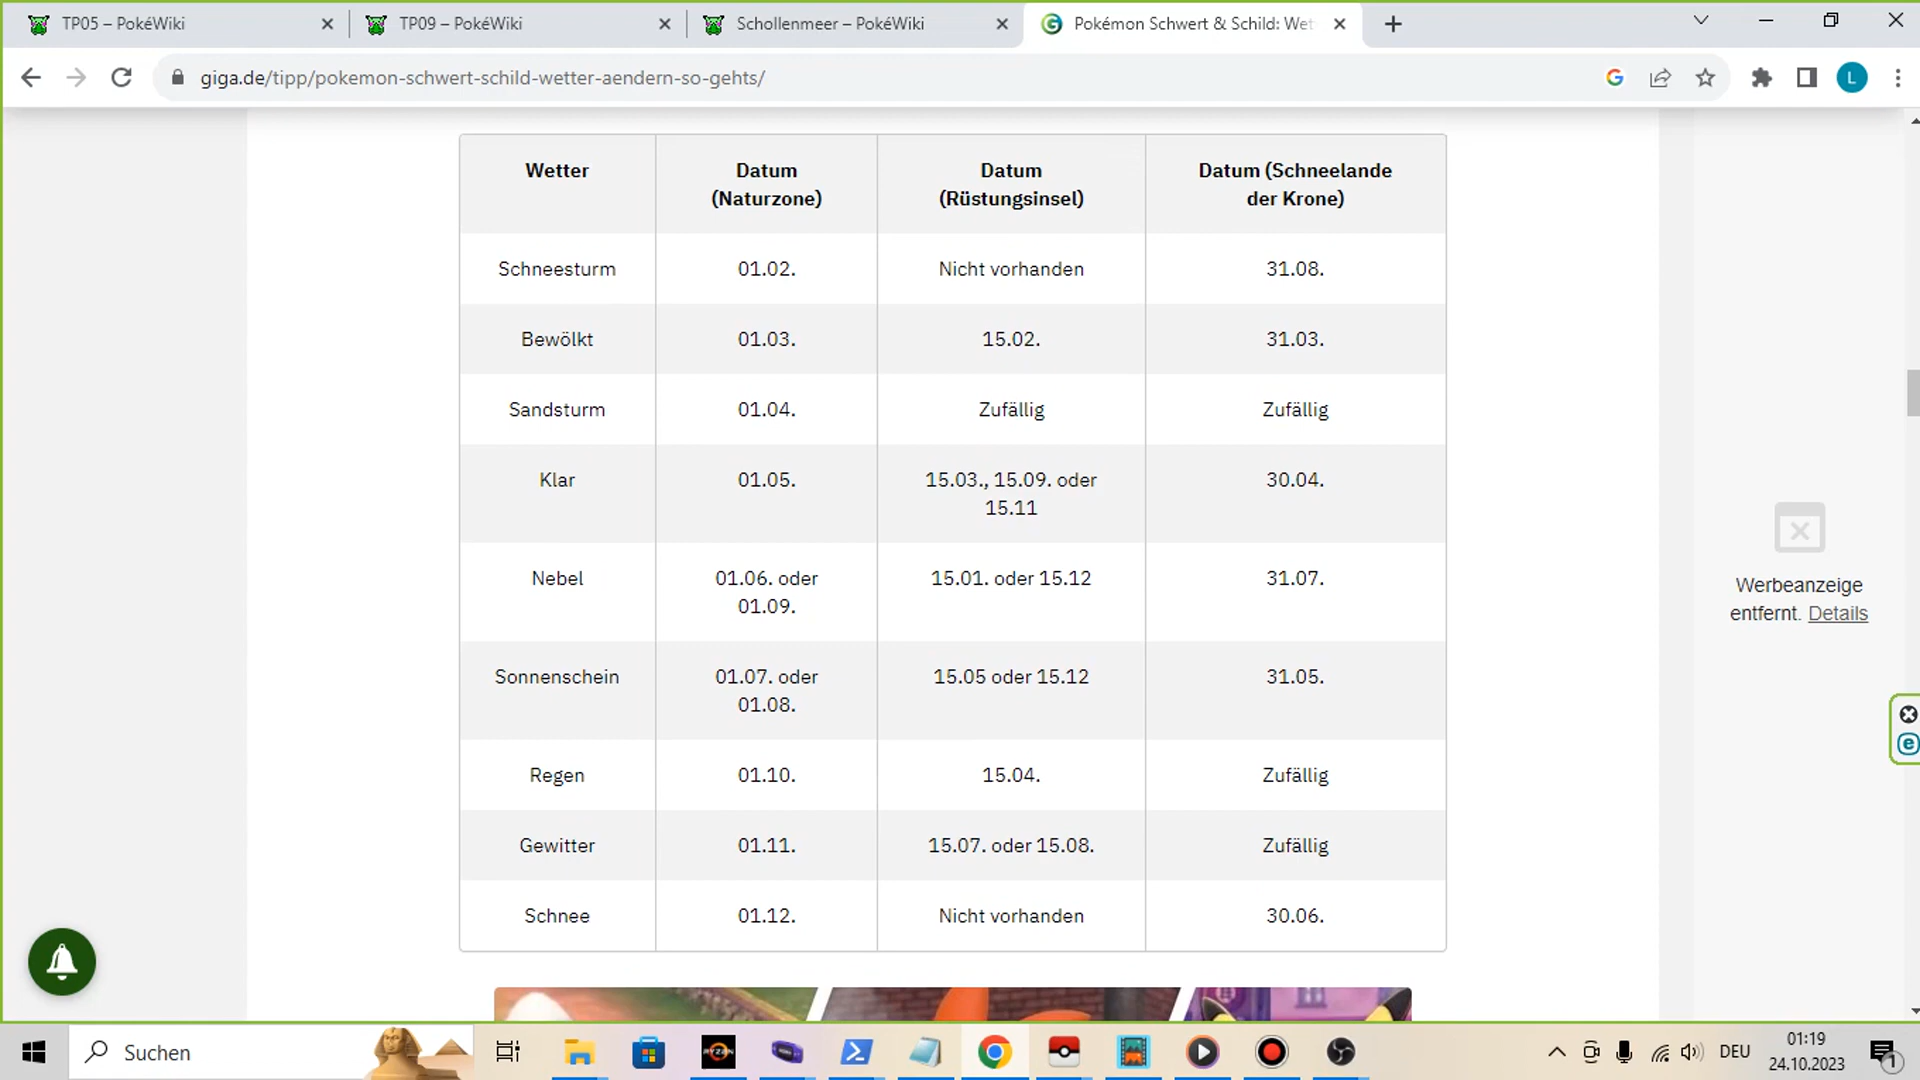 TP05 – PokéWiki
TP09 – PokéWiki
Schollenmeer – PokéWiki
Pokémon Schwert & Schild: Wet
giga.de/tipp/pokemon-schwert-schild-wetter-aendern-so-gehts/
L
Wetter
Datum
(Naturzone)
Datum
(Rüstungsinsel)
Datum (Schneelande
der Krone)
Schneesturm
01.02.
Nicht vorhanden
31.08.
Bewölkt
01.03.
15.02.
31.03.
Sandsturm
01.04.
Zufällig
Zufällig
Klar
01.05.
15.03., 15.09. oder
15.11
30.04.
Nebel
01.06. oder
01.09.
15.01. oder 15.12
31.07.
Sonnenschein
01.07. oder
01.08.
15.05 oder 15.12
31.05.
Regen
01.10.
15.04.
Zufällig
Gewitter
01.11.
15.07. oder 15.08.
Zufällig
Schnee
01.12.
Nicht vorhanden
30.06.
Werbeanzeige
entfernt. Details
Suchen
RYZEN
DEU
01:19
24.10.2023
1